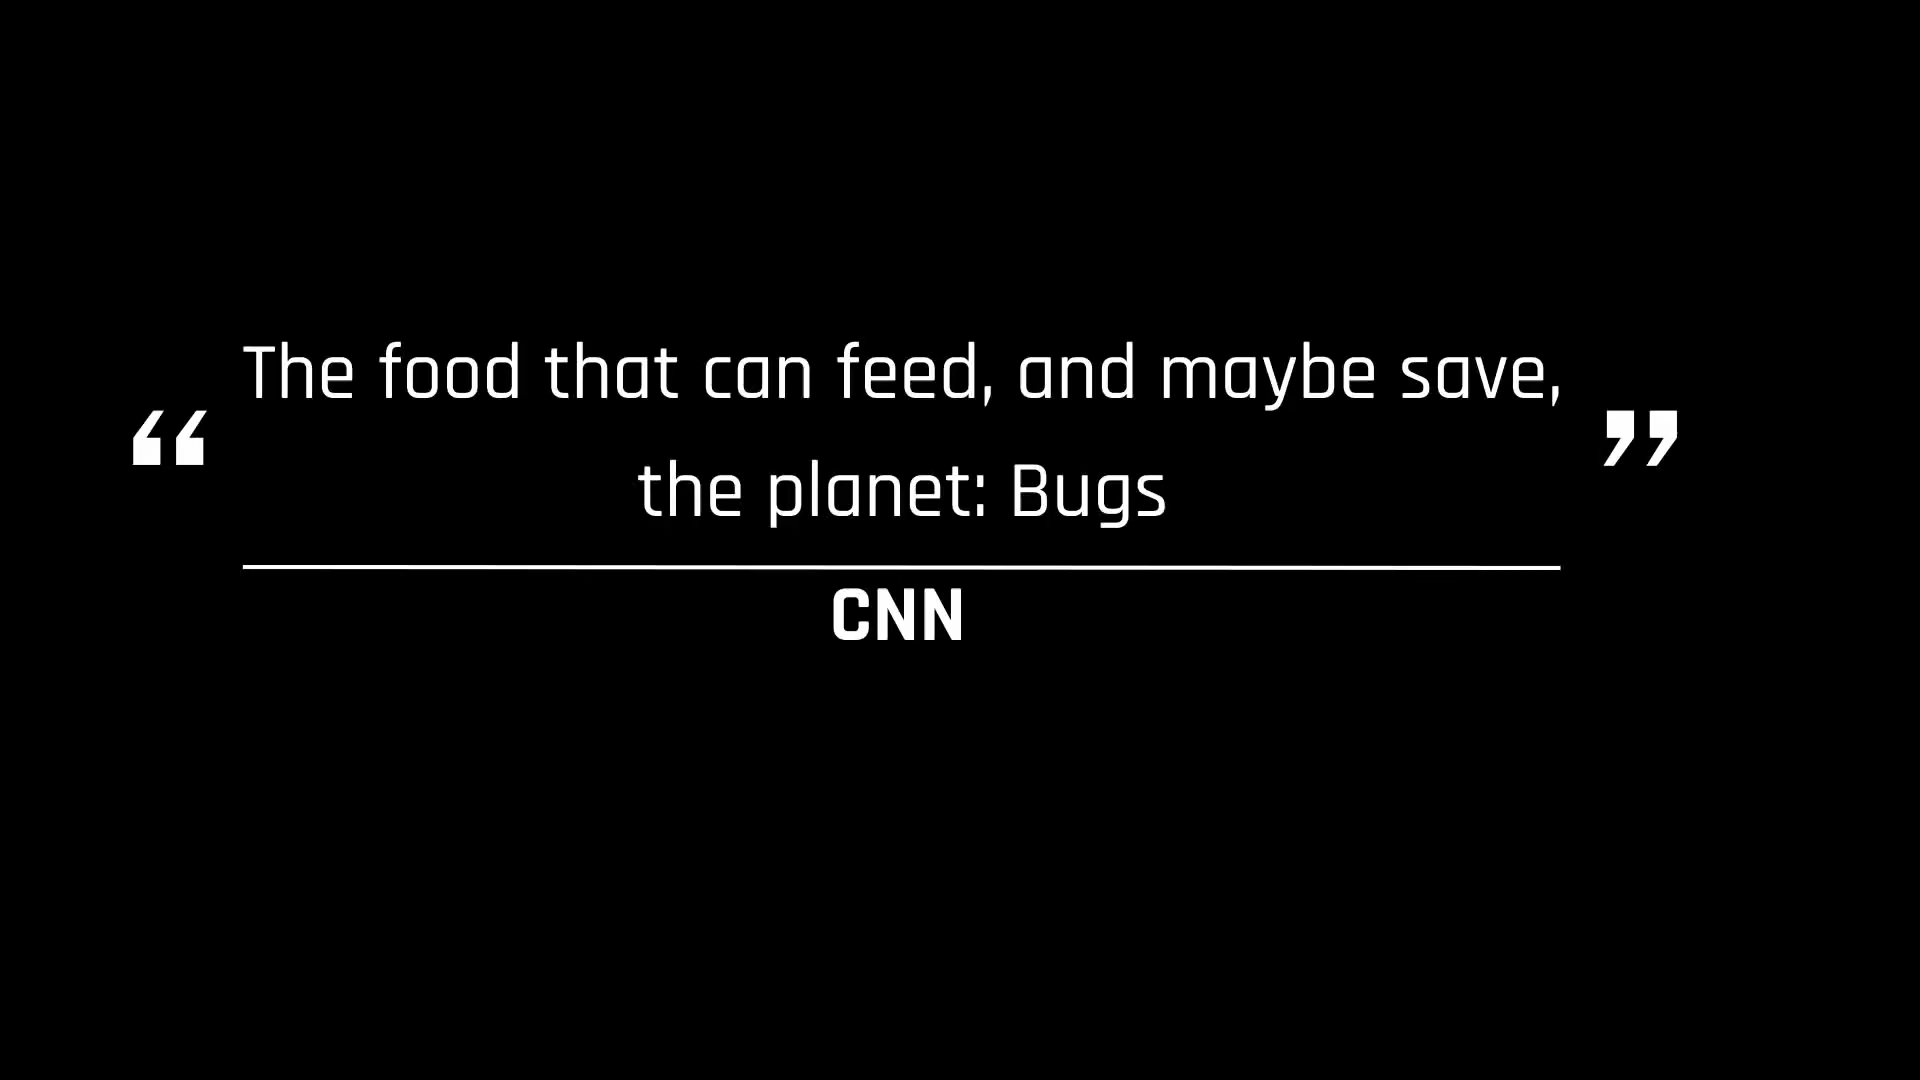 “The food that can feed, and maybe save,
the planet: Bugs”
CNN